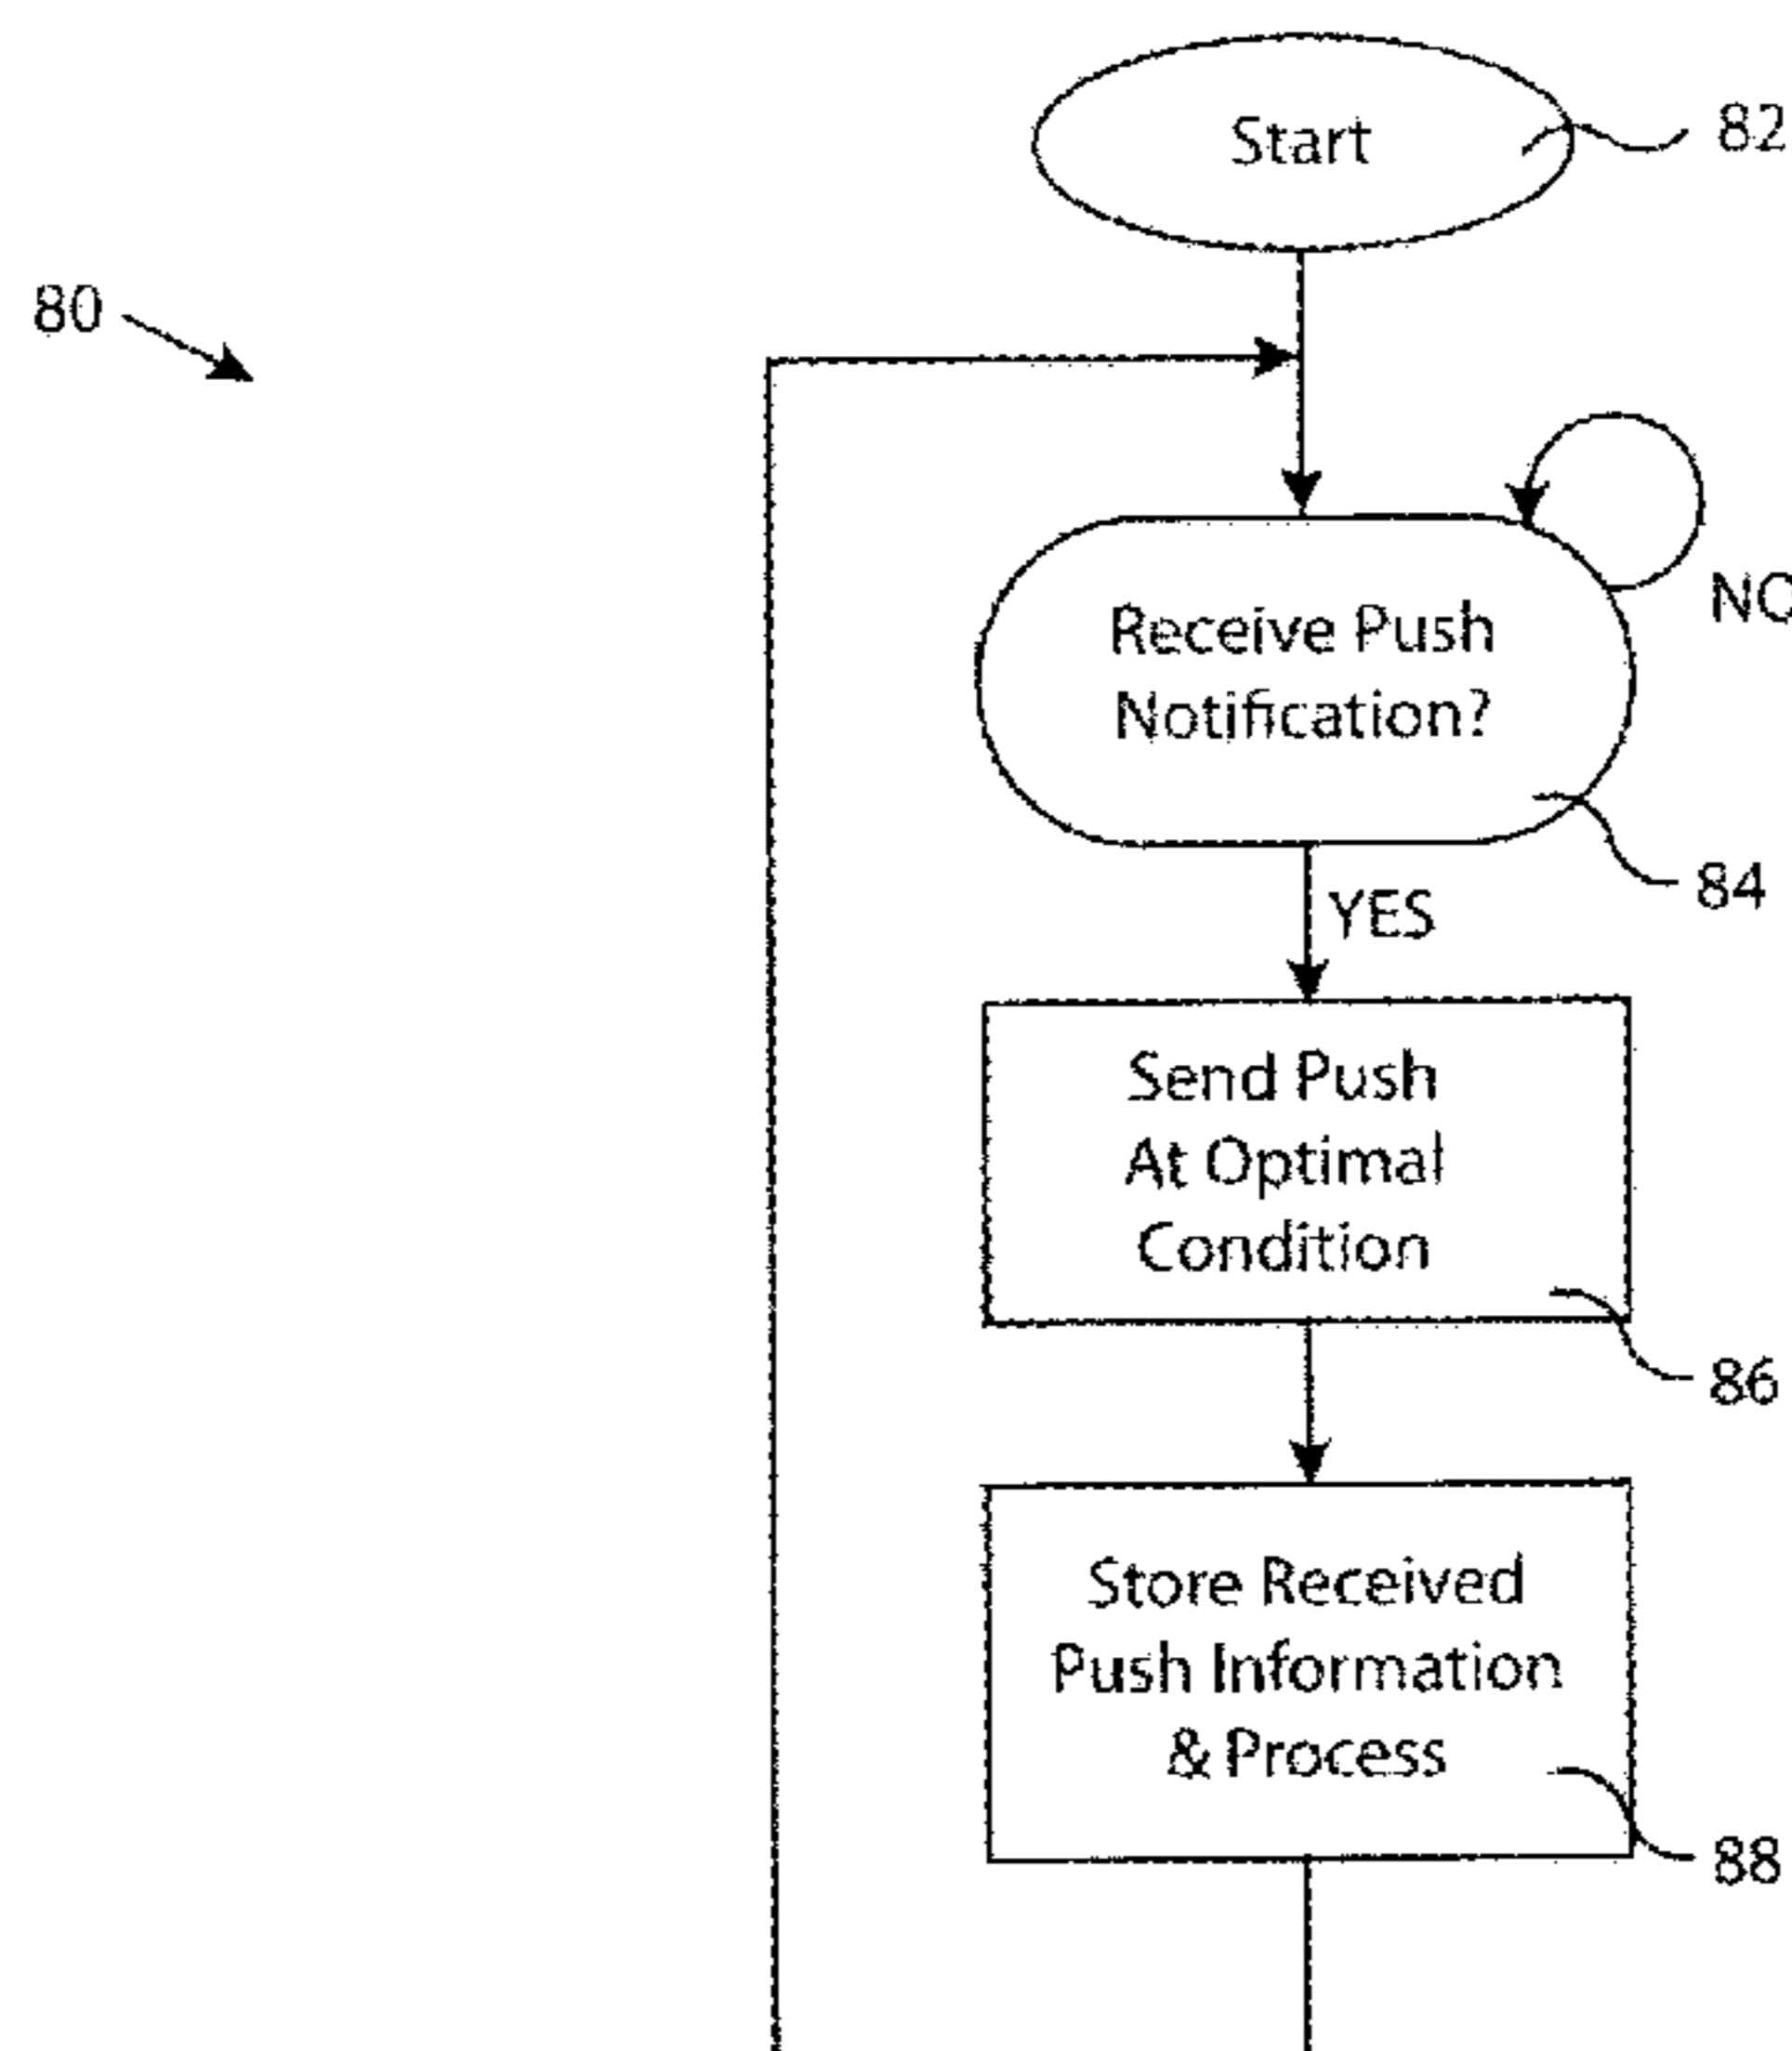 Start
82
80
NO
Receive Push
Notification?
84
YES
Send Push
At Optimal
Condition
86
Store Received
Push Information
& Process
88